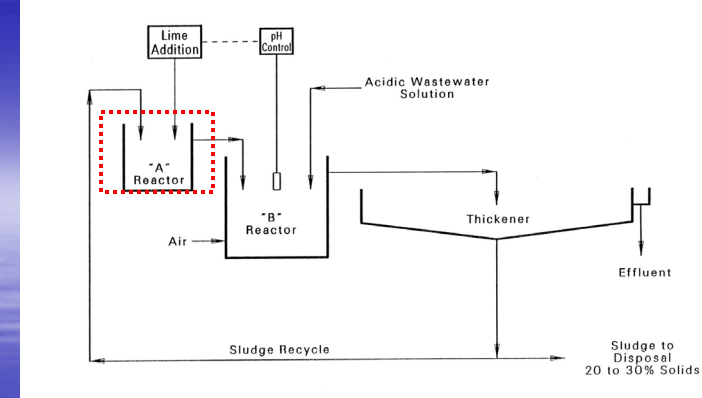 Lime
Addition
pH
Control
Acidic Wastewater
Solution
"A"
Reactor
"B"
Reactor
Air
Thickener
Effluent
Sludge Recycle
Sludge to
Disposal
20 to 30% Solids